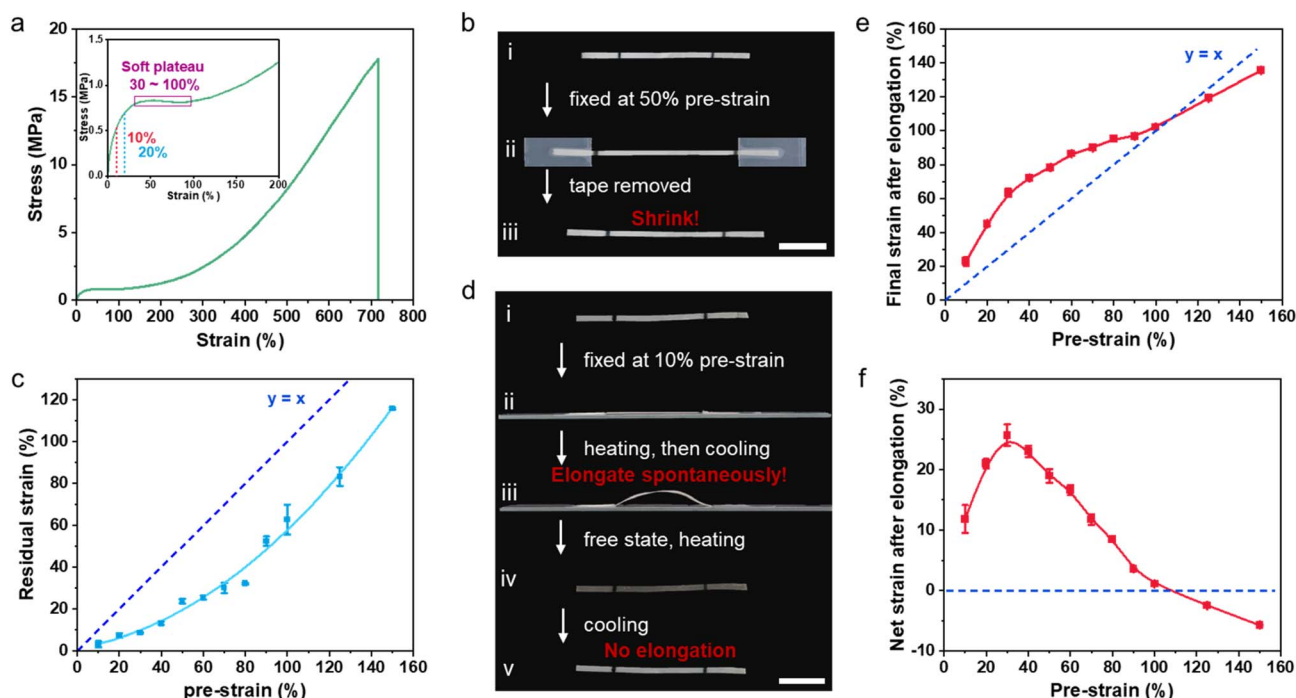 a
20
15
10
5
0
Stress (MPa)
0 100 200 300 400 500 600 700 800
Strain (%)
1.5
1.0
0.5
0.0
Stress (MPa)
Soft plateau
30 ~ 100%
10%
20%
0 50 100 150 200
Strain (%)
b
i
fixed at 50% pre-strain
ii
tape removed
Shrink!
iii
c
120
100
80
60
40
20
0
Residual strain (%)
y = x
0 20 40 60 80 100 120 140 160
pre-strain (%)
d
i
fixed at 10% pre-strain
ii
heating, then cooling
Elongate spontaneously!
iii
free state, heating
iv
cooling
No elongation
v
e
160
140
120
100
80
60
40
20
0
Final strain after elongation (%)
y = x
0 20 40 60 80 100 120 140 160
Pre-strain (%)
f
30
20
10
0
-10
Net strain after elongation (%)
0 20 40 60 80 100 120 140 160
Pre-strain (%)